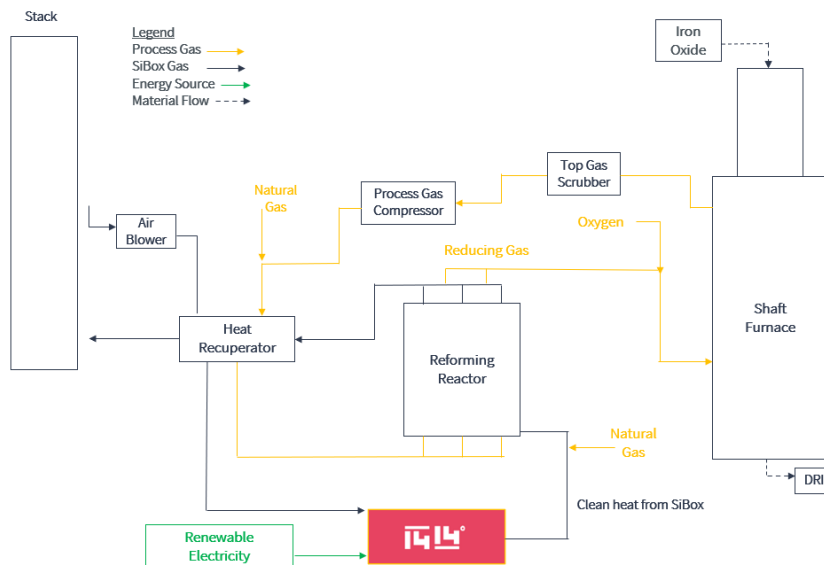 Stack
Legend
Process Gas
SiBox Gas
Energy Source
Material Flow
Iron
Oxide
Top Gas
Scrubber
Process Gas
Compressor
Natural
Gas
Air
Blower
Oxygen
Reducing Gas
Heat
Recuperator
Reforming
Reactor
Shaft
Furnace
Natural
Gas
DRI
Clean heat from SiBox
Renewable
Electricity
1414°